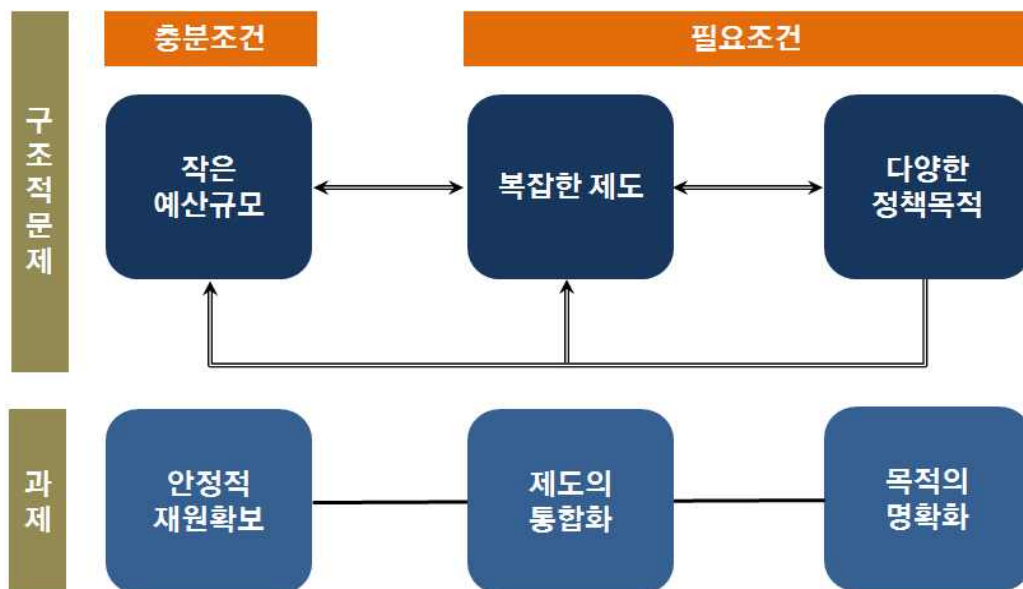 충분조건
필요조건
구조적문제
작은
예산규모
복잡한 제도
다양한
정책목적
과제
안정적
재원확보
제도의
통합화
목적의
명확화